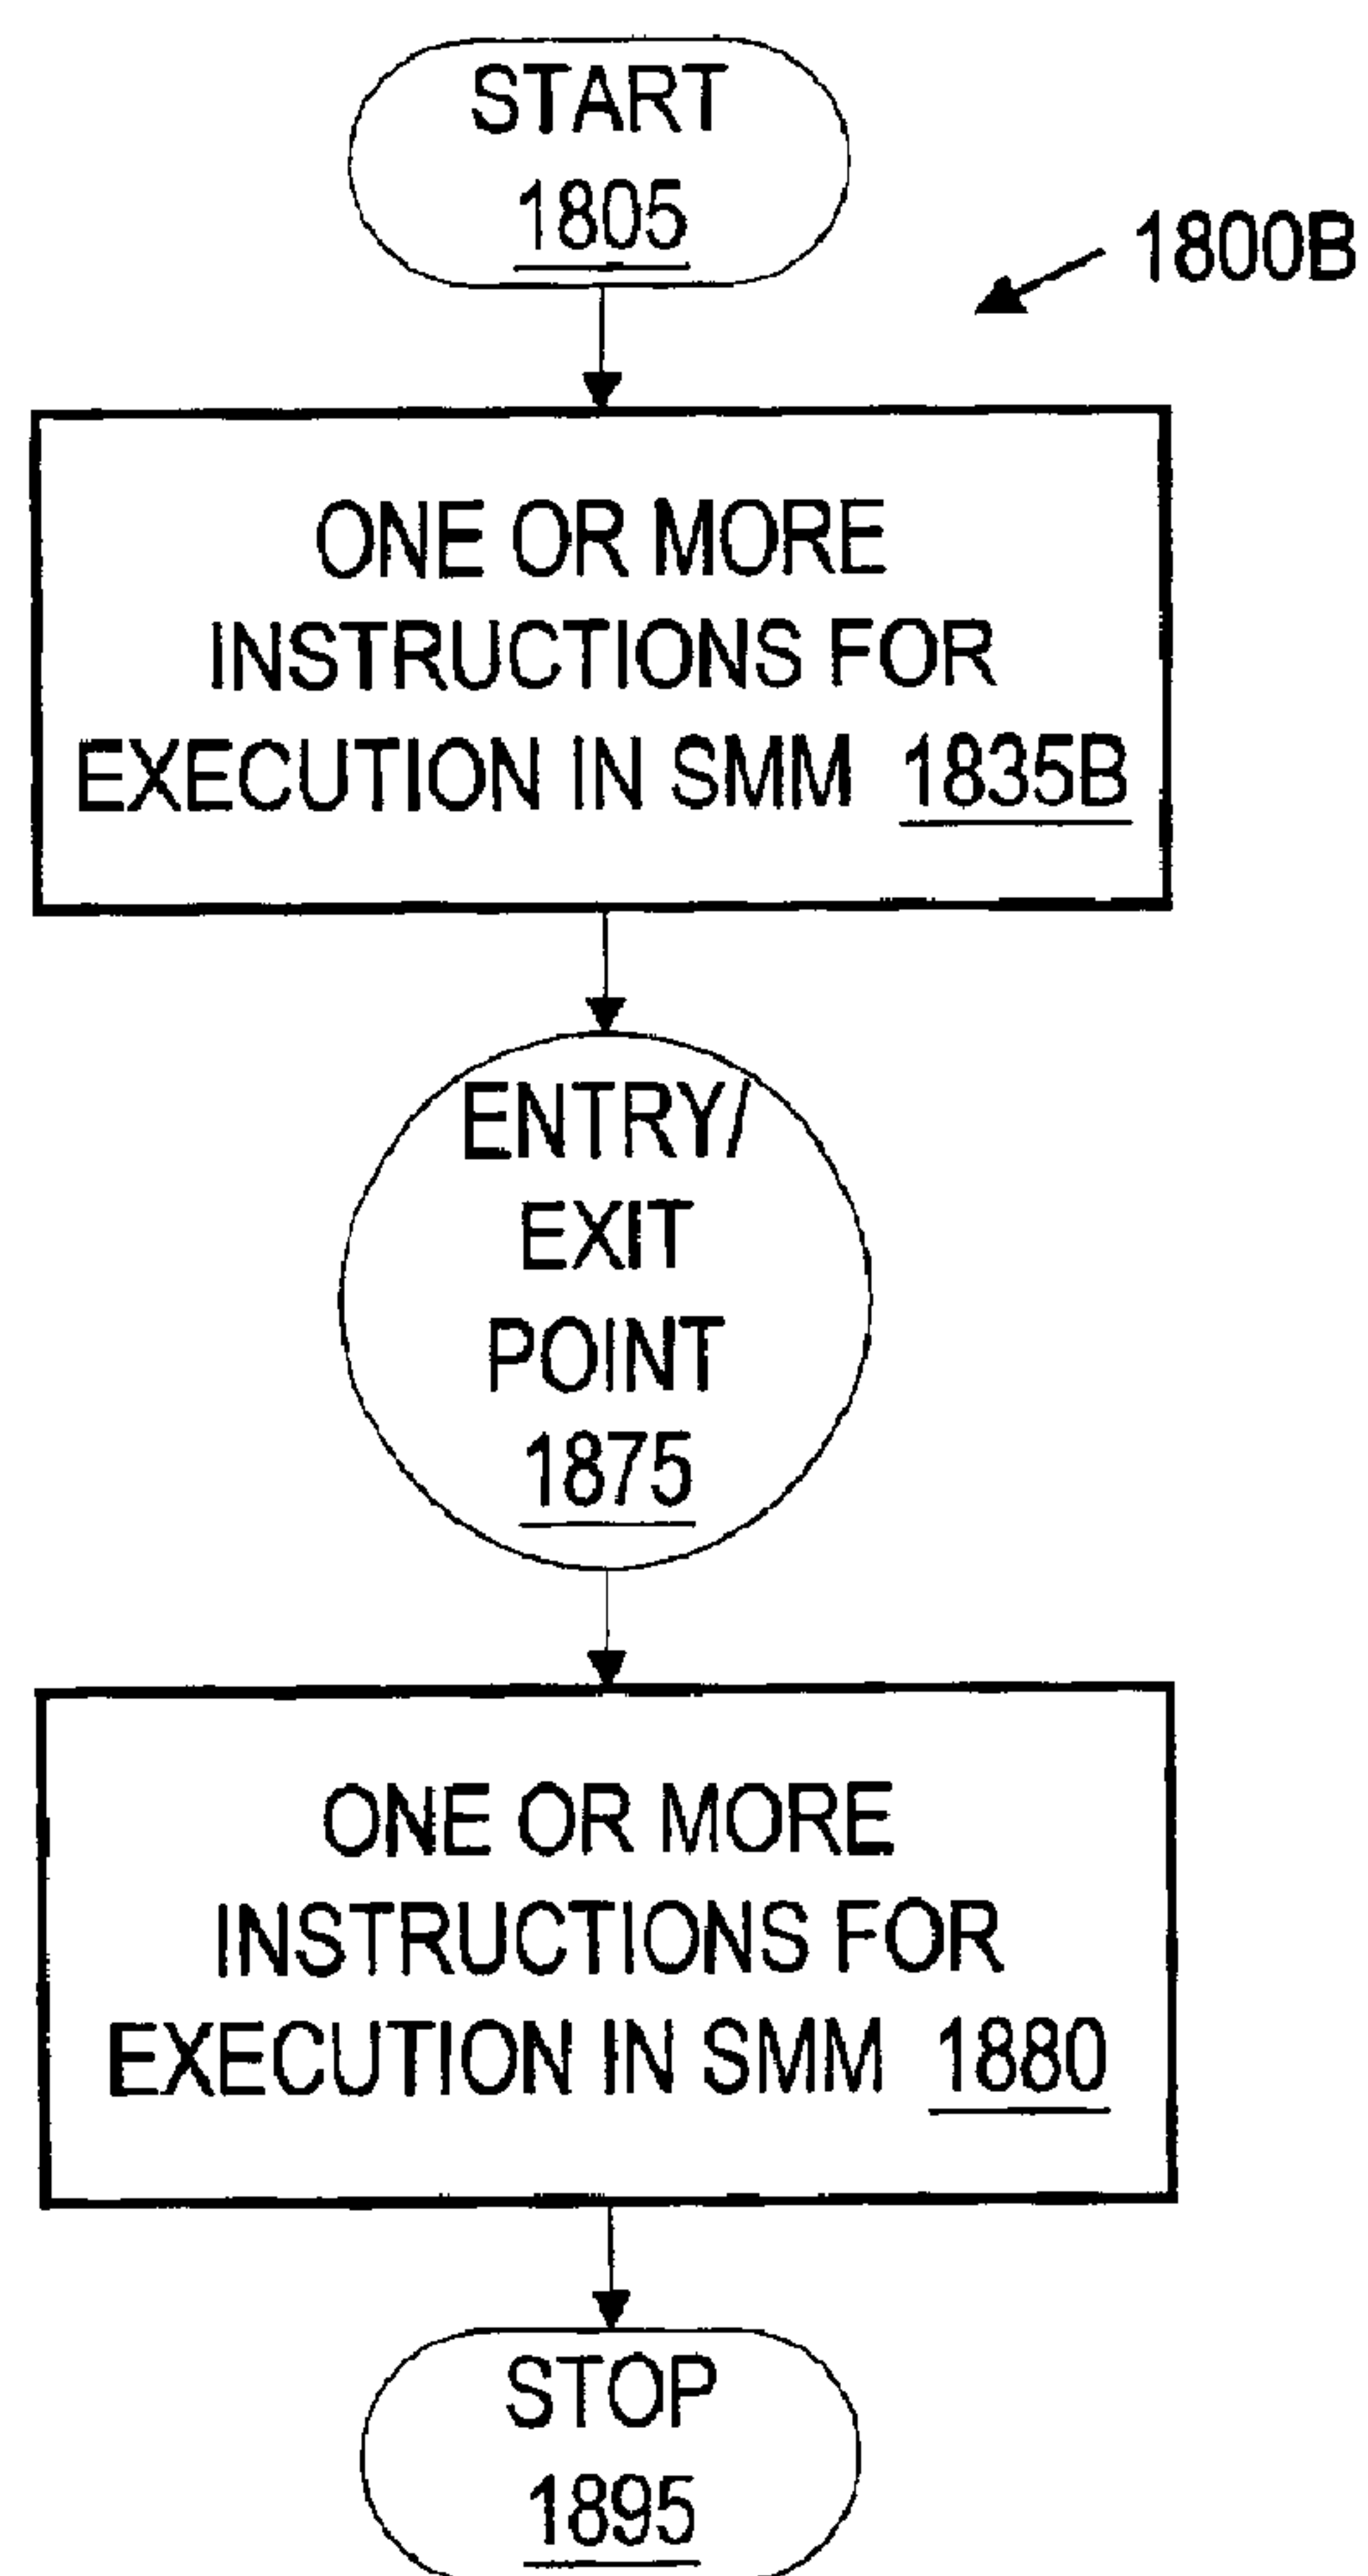 START
1805
1800B
ONE OR MORE
INSTRUCTIONS FOR
EXECUTION IN SMM 1835B
ENTRY/
EXIT
POINT
1875
ONE OR MORE
INSTRUCTIONS FOR
EXECUTION IN SMM 1880
STOP
1895